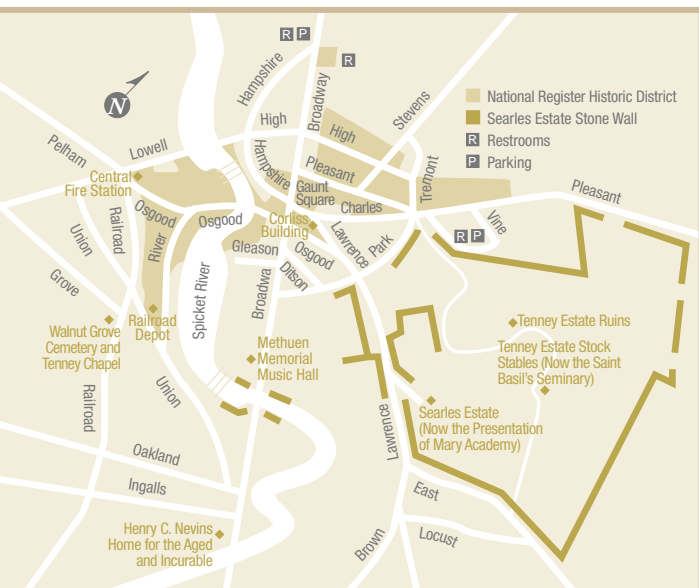 R P
R
Hampshire
Broadway
N
National Register Historic District
Searles Estate Stone Wall
R Restrooms
P Parking
Stevens
High
High
Pelham
Lowell
Hampshire
Pleasant
Tremont
Central
Fire Station
Gaunt
Square
Charles
Pleasant
Osgood
Osgood
Corliss
Building
Lawrence
Park
Vine
R P
Railroad
Union
River
Gleason
Osgood
Ditson
Grove
Spicket River
Broadwa
Railroad
Depot
Walnut Grove
Cemetery and
Tenney Chapel
Methuen
Memorial
Music Hall
Tenney Estate Ruins
Tenney Estate Stock
Stables (Now the Saint
Basil's Seminary)
Railroad
Union
Lawrence
Searles Estate
(Now the Presentation
of Mary Academy)
Oakland
Ingalls
East
Henry C. Nevins
Home for the Aged
and Incurable
Brown
Locust